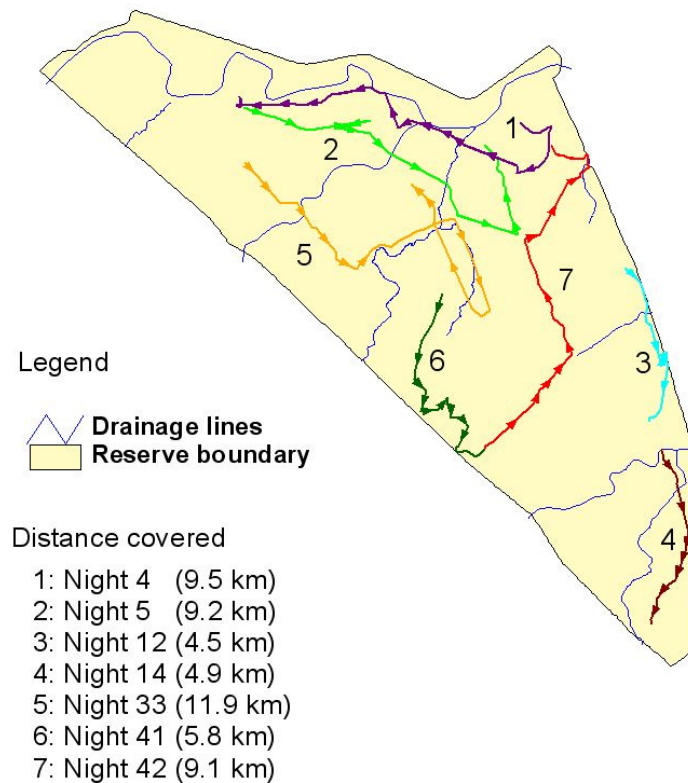 1
2
5
7
6
3
4
Legend
Drainage lines
Reserve boundary
Distance covered
1: Night 4 (9.5 km)
2: Night 5 (9.2 km)
3: Night 12 (4.5 km)
4: Night 14 (4.9 km)
5: Night 33 (11.9 km)
6: Night 41 (5.8 km)
7: Night 42 (9.1 km)